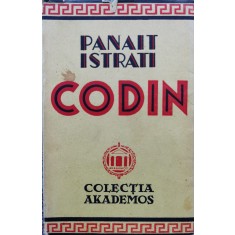 PANAIT
ISTRATI
CODIN
COLECȚIA
AKADEMOS